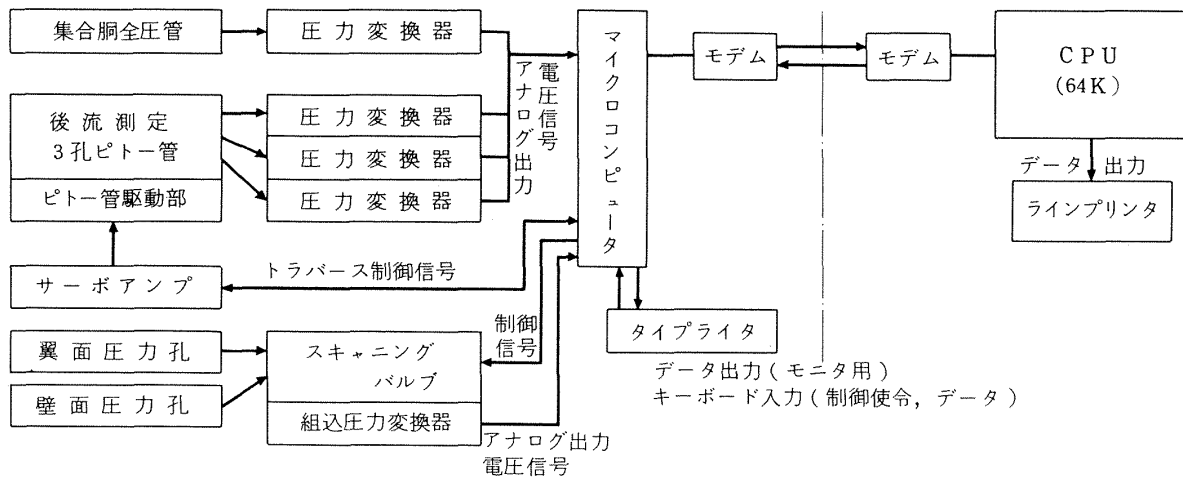 集合胴全圧管
圧力変換器
後流測定
3孔ピトー管
ピトー管駆動部
圧力変換器
圧力変換器
圧力変換器
アナログ出力
電圧信号
サーボアンプ
トラバース制御信号
翼面圧力孔
壁面圧力孔
スキャニング
バルブ
組込圧力変換器
制御
信号
アナログ出力
電圧信号
マイクロコンピュータ
モデム
モデム
CPU
(64K)
データ出力
ラインプリンタ
タイプライタ
データ出力(モニタ用)
キーボード入力(制御使令,データ)